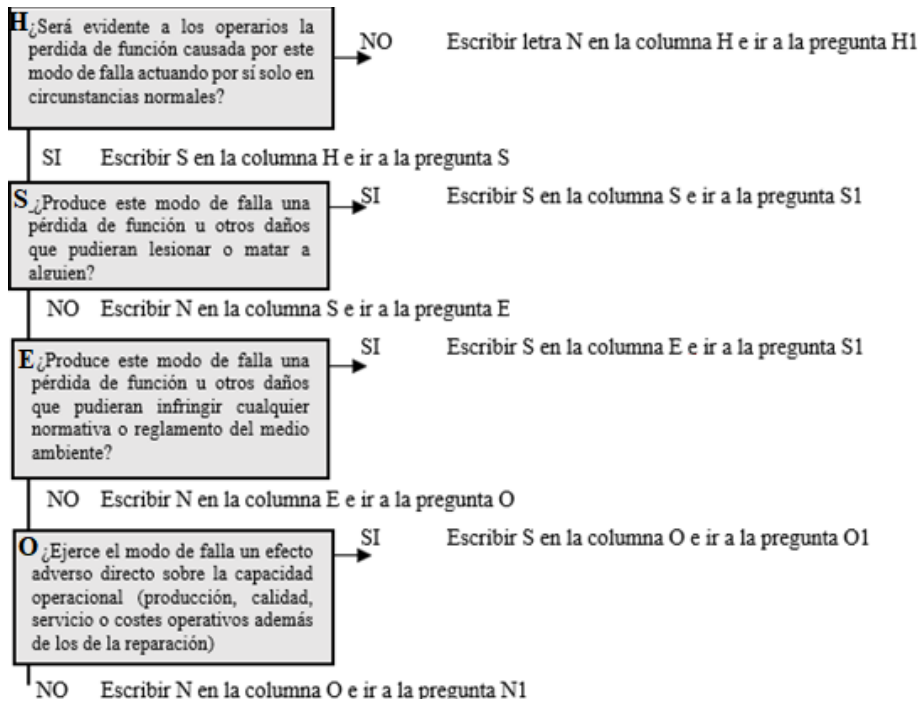 H¿Será evidente a los operarios la
perdida de función causada por este
modo de falla actuando por sí solo en
circunstancias normales?
NO Escribir letra N en la columna H e ir a la pregunta H1
SI Escribir S en la columna H e ir a la pregunta S
S ¿Produce este modo de falla una
pérdida de función u otros daños
que pudieran lesionar o matar a
alguien?
SI Escribir S en la columna S e ir a la pregunta S1
NO Escribir N en la columna S e ir a la pregunta E
E ¿Produce este modo de falla una
pérdida de función u otros daños
que pudieran infringir cualquier
normativa o reglamento del medio
ambiente?
SI Escribir S en la columna E e ir a la pregunta S1
NO Escribir N en la columna E e ir a la pregunta O
O ¿Ejerce el modo de falla un efecto
adverso directo sobre la capacidad
operacional (producción, calidad,
servicio o costes operativos además
de los de la reparación)
SI Escribir S en la columna O e ir a la pregunta O1
NO Escribir N en la columna O e ir a la pregunta N1